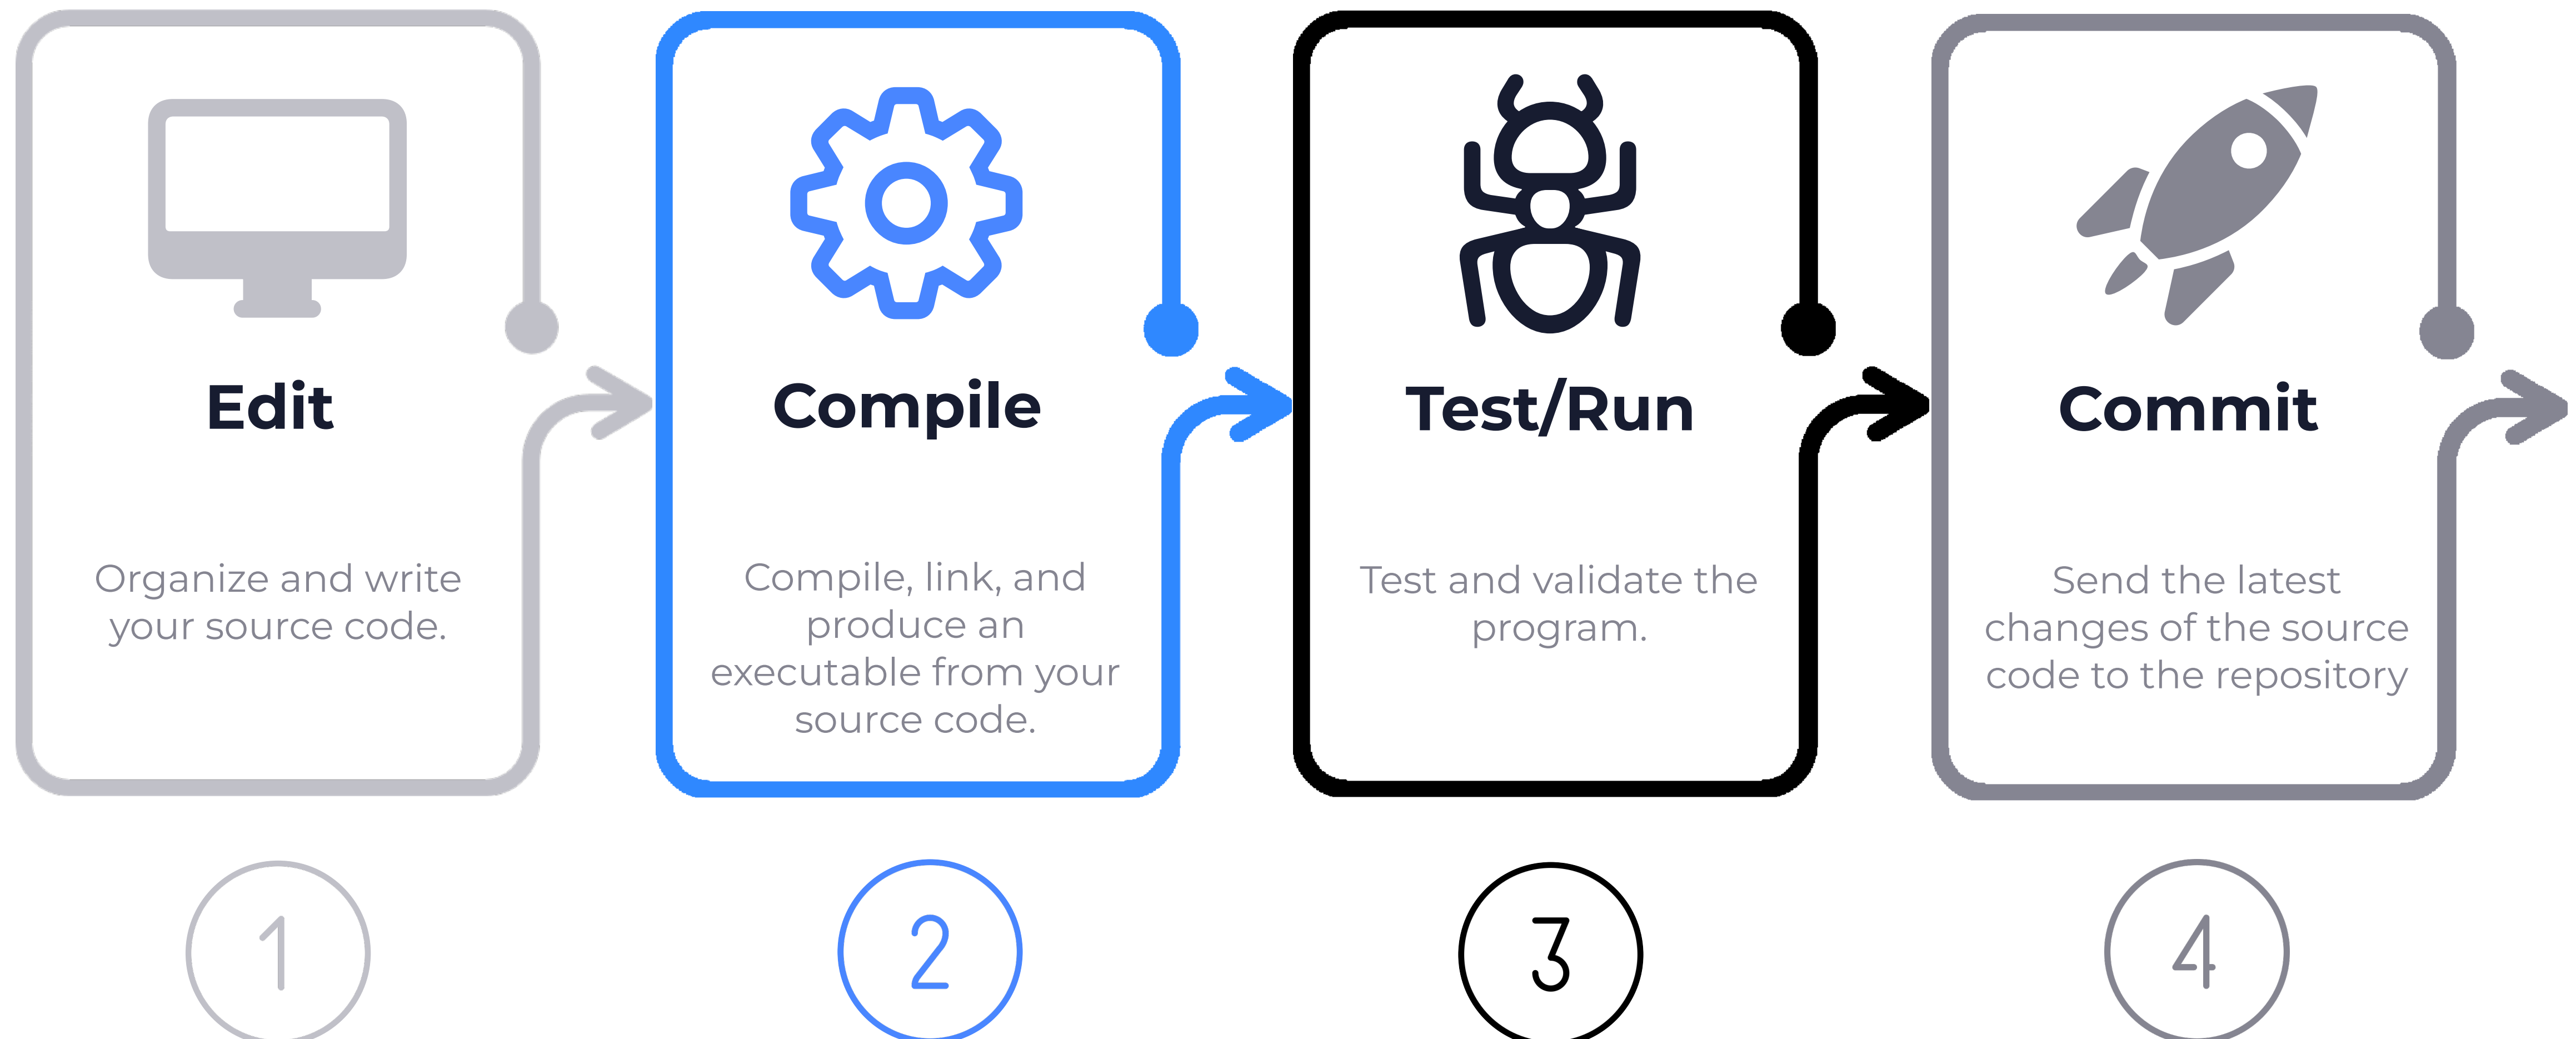 Edit
Organize and write
your source code.
Compile
Compile, link, and
produce an
executable from your
source code.
Test/Run
Test and validate the
program.
Commit
Send the latest
changes of the source
code to the repository
1
2
3
4